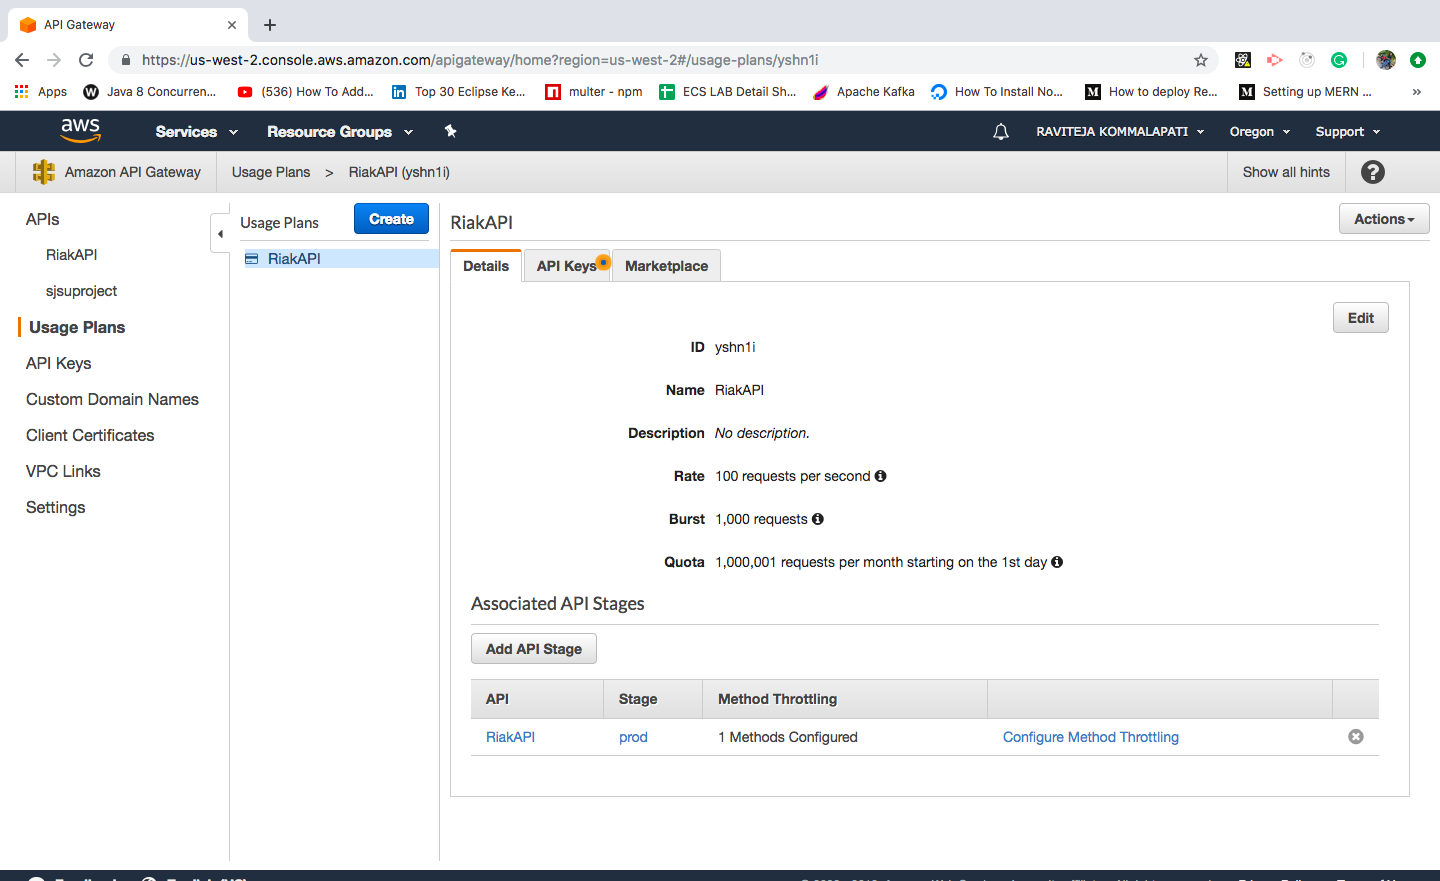 API Gateway
https://us-west-2.console.aws.amazon.com/apigateway/home?region=us-west-2#/usage-plans/yshn1i
Apps Java 8 Concurren... (536) How To Add... Top 30 Eclipse Ke... multer - npm ECS LAB Detail Sh... Apache Kafka How To Install No... How to deploy Re... Setting up MERN ... »
aws Services Resource Groups RAVITEJA KOMMALAPATI Oregon Support
Amazon API Gateway Usage Plans > RiakAPI (yshn1i) Show all hints ?
APIs
RiakAPI
sjsuproject
Usage Plans
API Keys
Custom Domain Names
Client Certificates
VPC Links
Settings
Usage Plans Create
RiakAPI
RiakAPI Actions
Details API Keys Marketplace
Edit
ID yshn1i
Name RiakAPI
Description No description.
Rate 100 requests per second
Burst 1,000 requests
Quota 1,000,001 requests per month starting on the 1st day
Associated API Stages
Add API Stage
API Stage Method Throttling
RiakAPI prod 1 Methods Configured Configure Method Throttling